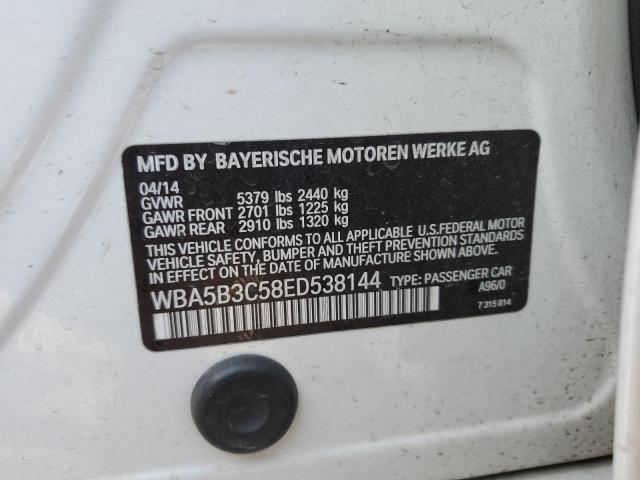 MFD BY BAYERISCHE MOTOREN WERKE AG
04/14
GVWR 5379 lbs 2440 kg
GAWR FRONT 2701 lbs 1225 kg
GAWR REAR 2910 lbs 1320 kg
THIS VEHICLE CONFORMS TO ALL APPLICABLE U.S.FEDERAL MOTOR
VEHICLE SAFETY, BUMPER AND THEFT PREVENTION STANDARDS
IN EFFECT ON THE DATE OF MANUFACTURE SHOWN ABOVE.
WBA5B3C58ED538144 TYPE: PASSENGER CAR
A96/0
7315814